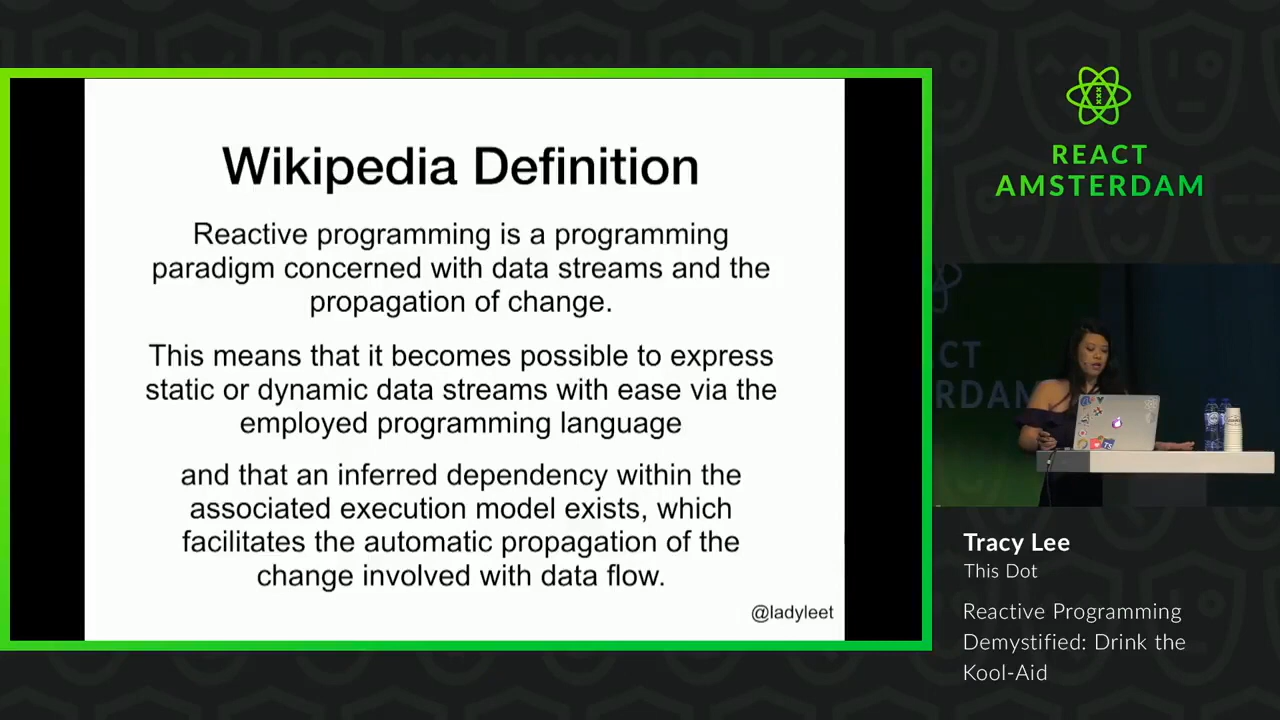 Wikipedia Definition
Reactive programming is a programming
paradigm concerned with data streams and the
propagation of change.
This means that it becomes possible to express
static or dynamic data streams with ease via the
employed programming language
and that an inferred dependency within the
associated execution model exists, which
facilitates the automatic propagation of the
change involved with data flow.
@ladyleet
REACT
AMSTERDAM
CT
RDAM
TS
Tracy Lee
This Dot
Reactive Programming
Demystified: Drink the
Kool-Aid